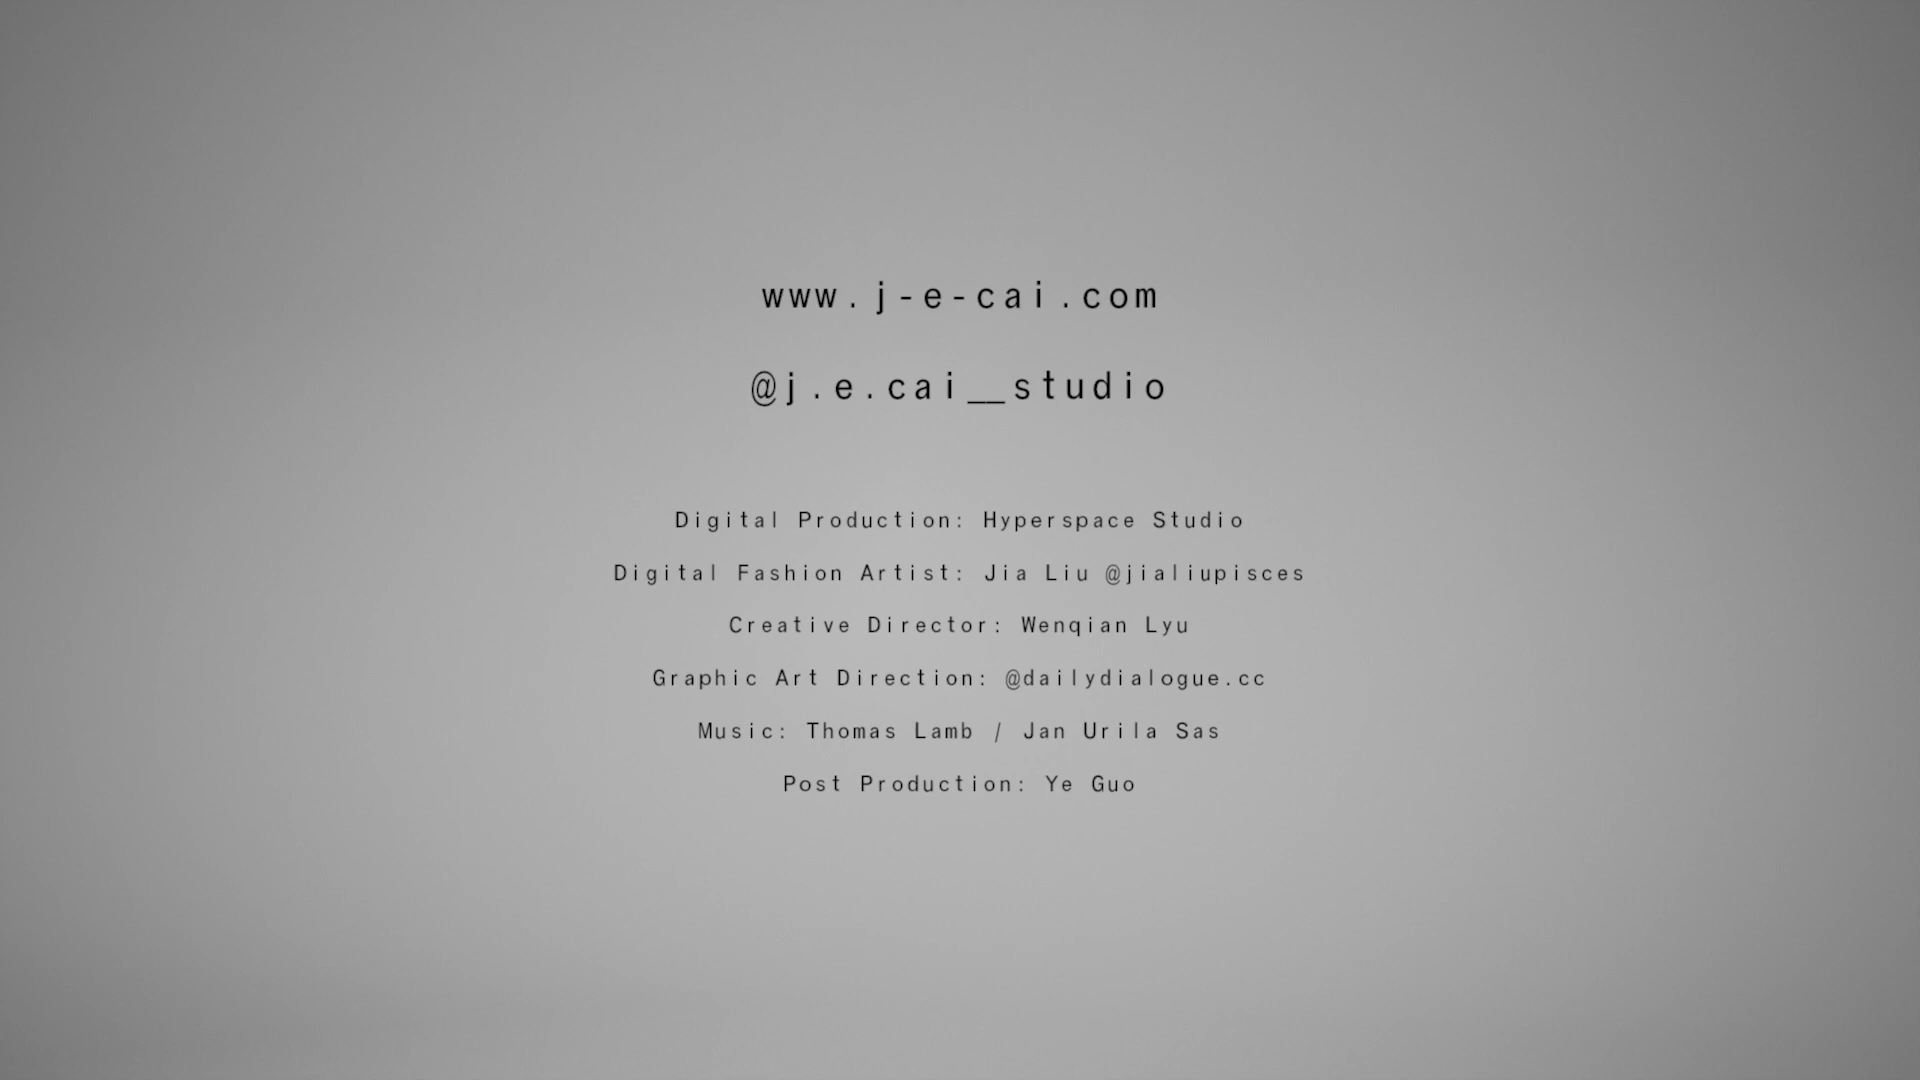 www.j-e-cai.com
@j.e.cai__studio
Digital Production: Hyperspace Studio
Digital Fashion Artist: Jia Liu @jialiupisces
Creative Director: Wenqian Lyu
Graphic Art Direction: @dailydialogue.cc
Music: Thomas Lamb / Jan Urila Sas
Post Production: Ye Guo